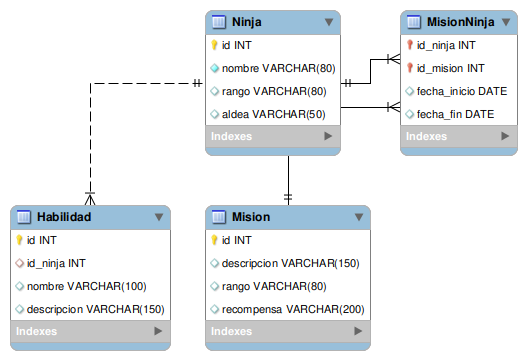 Ninja
id INT
nombre VARCHAR(80)
rango VARCHAR(80)
aldea VARCHAR(50)
Indexes
MisionNinja
id_ninja INT
id_mision INT
fecha_inicio DATE
fecha_fin DATE
Indexes
Habilidad
id INT
id_ninja INT
nombre VARCHAR(100)
descripcion VARCHAR(150)
Indexes
Mision
id INT
descripcion VARCHAR(150)
rango VARCHAR(80)
recompensa VARCHAR(200)
Indexes